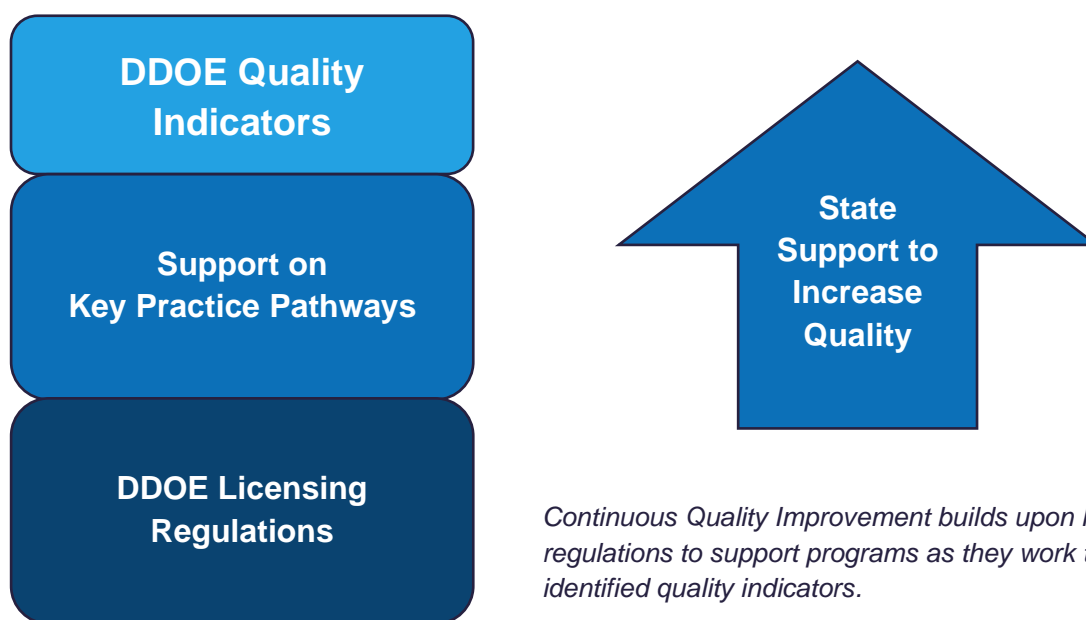 DDOE Quality
Indicators
Support on
Key Practice Pathways
DDOE Licensing
Regulations
State
Support to
Increase
Quality
Continuous Quality Improvement builds upon
regulations to support programs as they work
identified quality indicators.